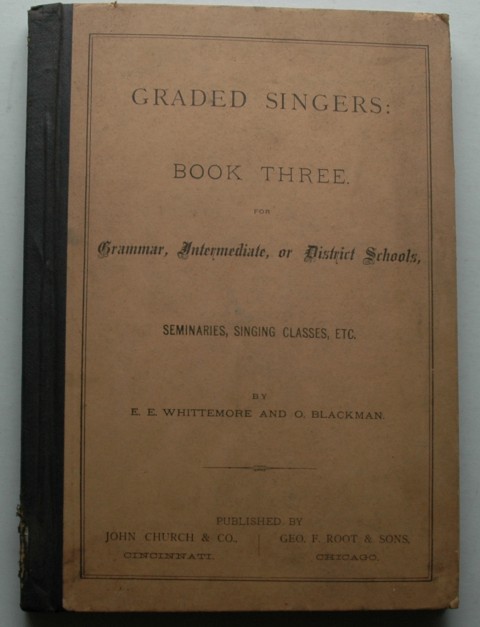 GRADED SINGERS:
BOOK THREE.
FOR
Grammar, Intermediate, or District Schools,
SEMINARIES, SINGING CLASSES, ETC.
BY
E. E. WHITTEMORE AND O. BLACKMAN.
PUBLISHED BY
JOHN CHURCH & CO., GEO. F. ROOT & SONS,
CINCINNATI. CHICAGO.